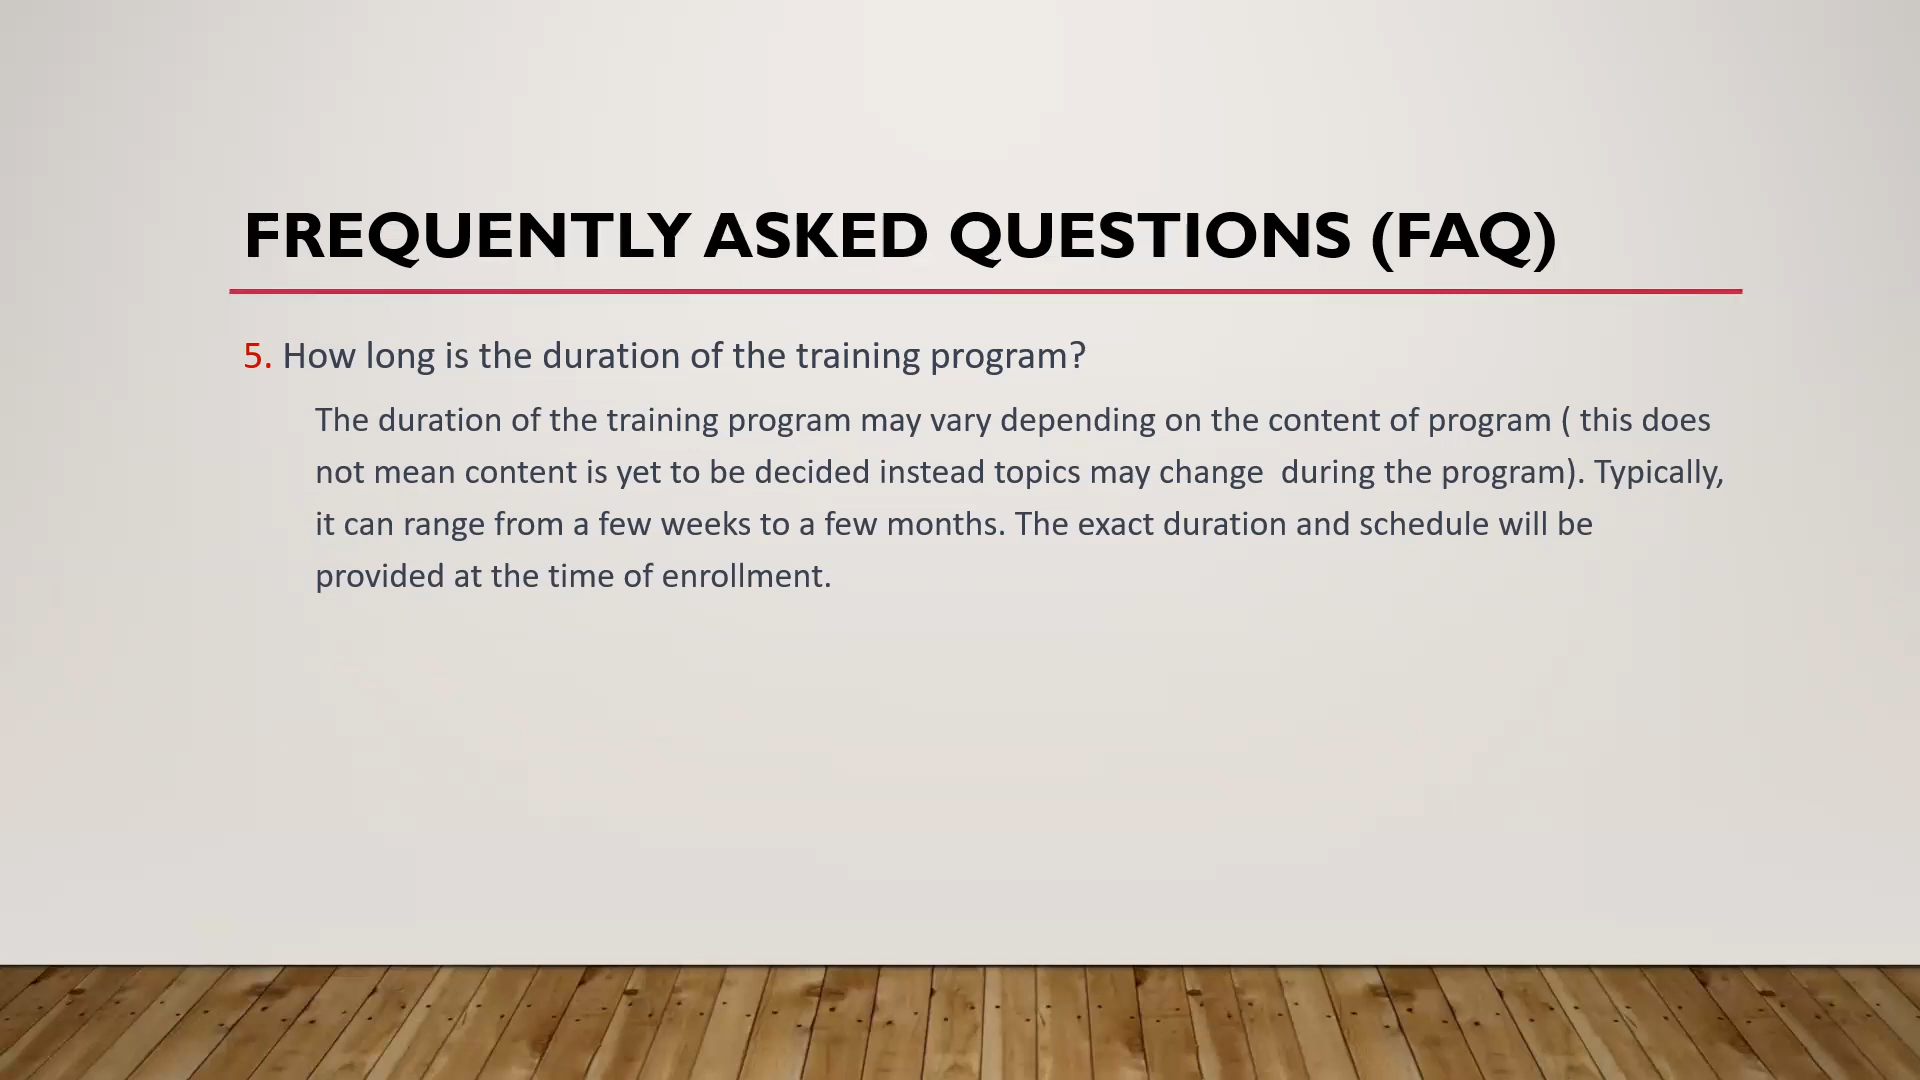 FREQUENTLY ASKED QUESTIONS (FAQ)
5. How long is the duration of the training program?
The duration of the training program may vary depending on the content of program ( this does
not mean content is yet to be decided instead topics may change  during the program). Typically,
it can range from a few weeks to a few months. The exact duration and schedule will be
provided at the time of enrollment.